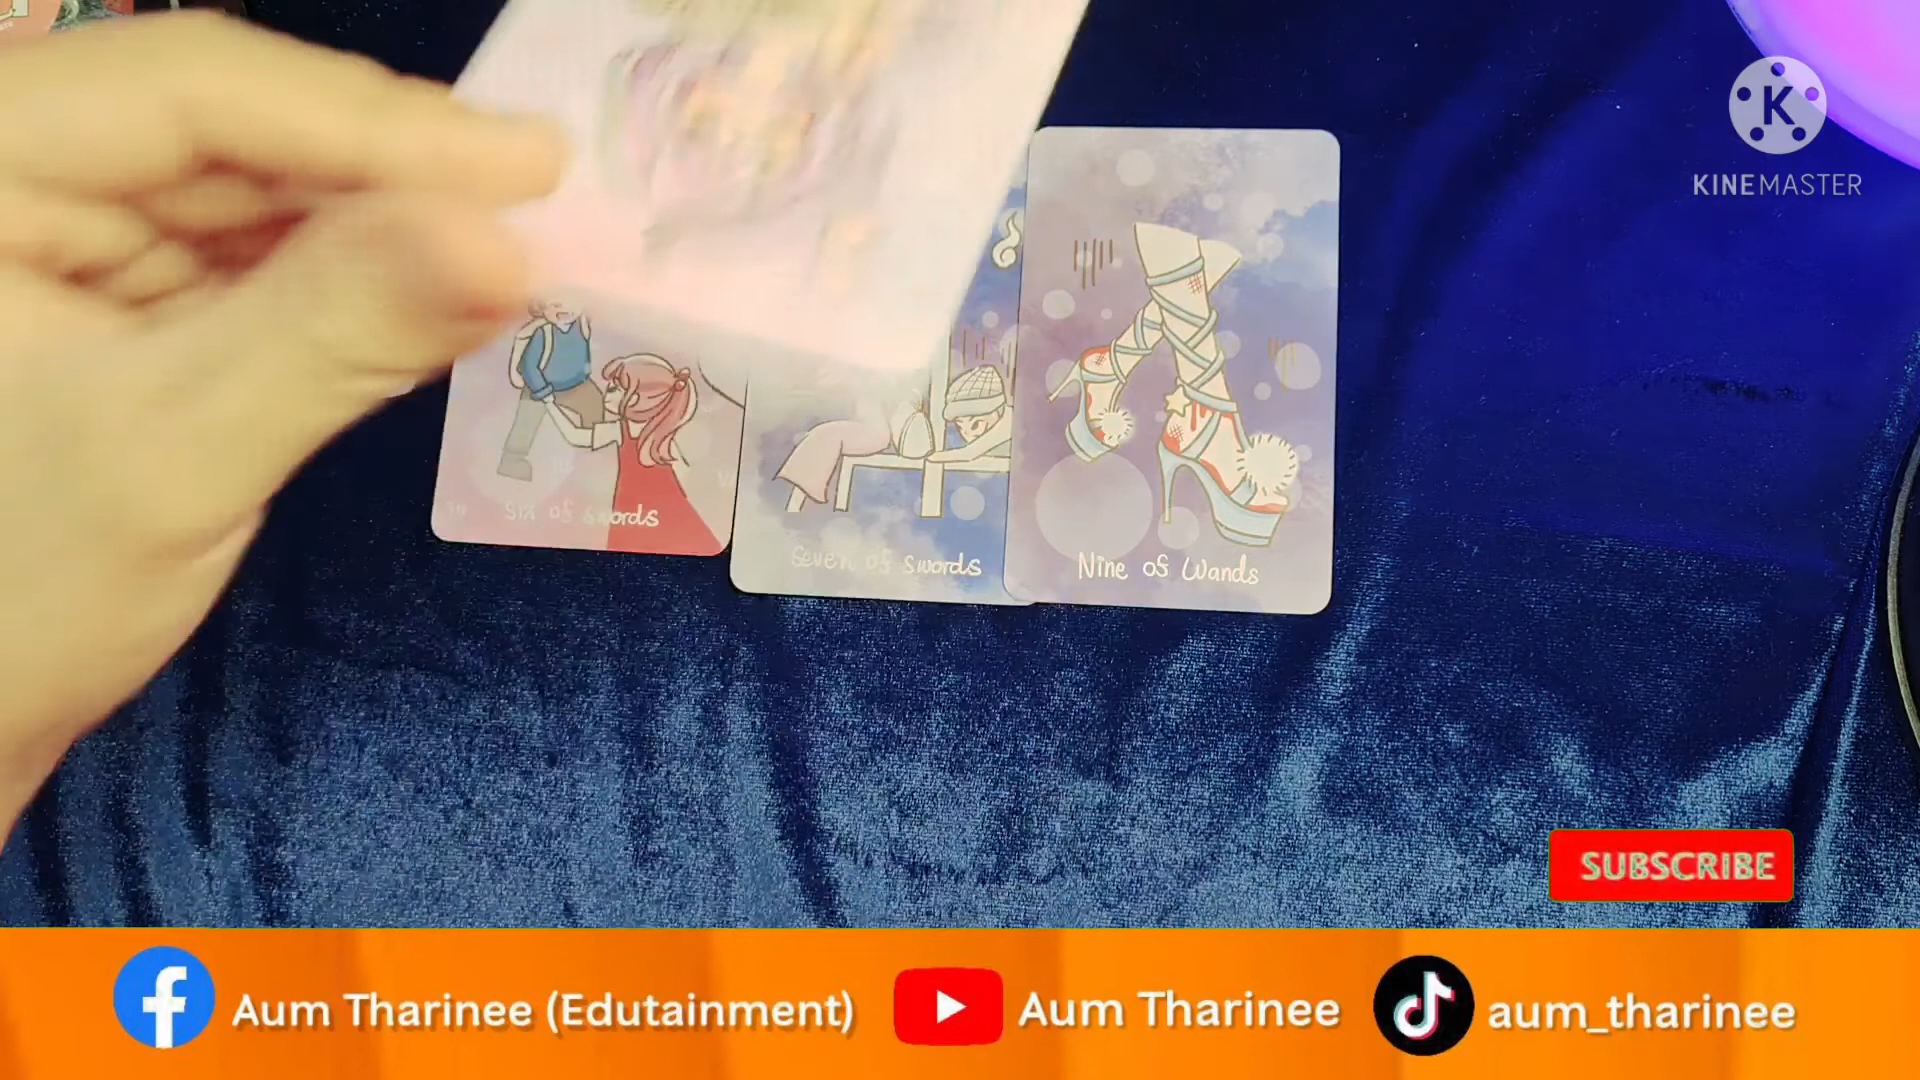 K
KINEMASTER
Six of Swords
Seven of Swords
Nine of Wands
SUBSCRIBE
Aum Tharinee (Edutainment)
Aum Tharinee
aum_tharinee